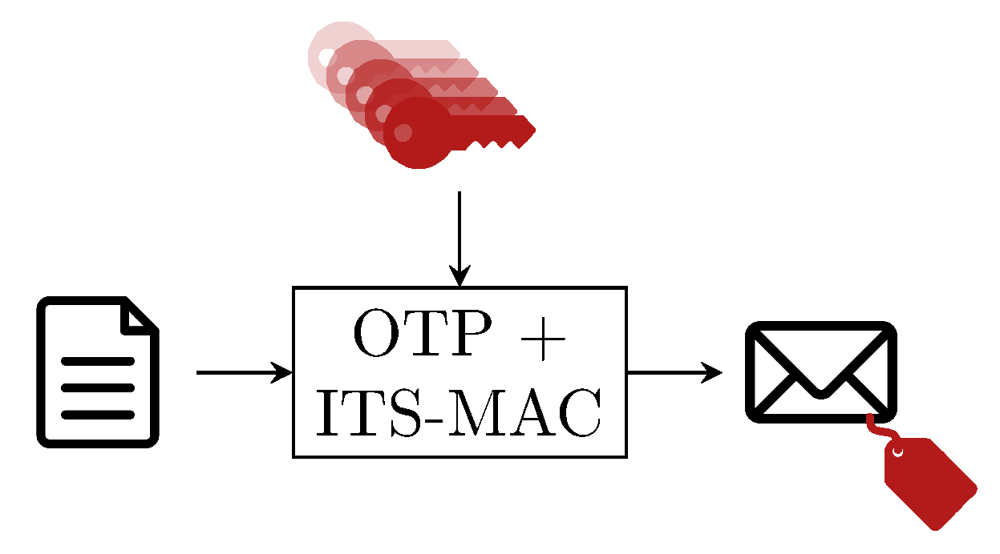 OTP +
ITS-MAC